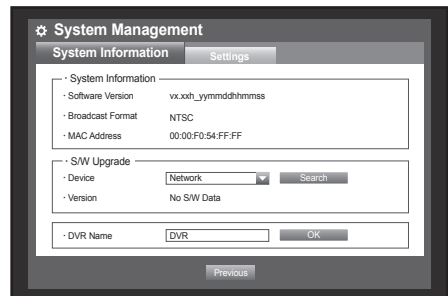 System Management
System Information Settings
· System Information
· Software Version vx.xxh_yymmddhhmmss
· Broadcast Format NTSC
· MAC Address 00:00:F0:54:FF:FF
· S/W Upgrade
· Device Network Search
· Version No S/W Data
· DVR Name DVR OK
Previous